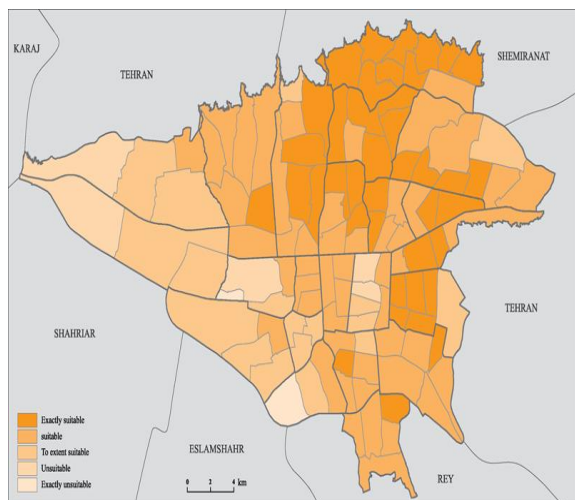 KARAJ
TEHRAN
SHEMIRANAT
TEHRAN
SHAHRIAR
ESLAMSHAHR
REY
Exactly suitable
suitable
To extent suitable
Unsuitable
Exactly unsuitable
0 2 4 km